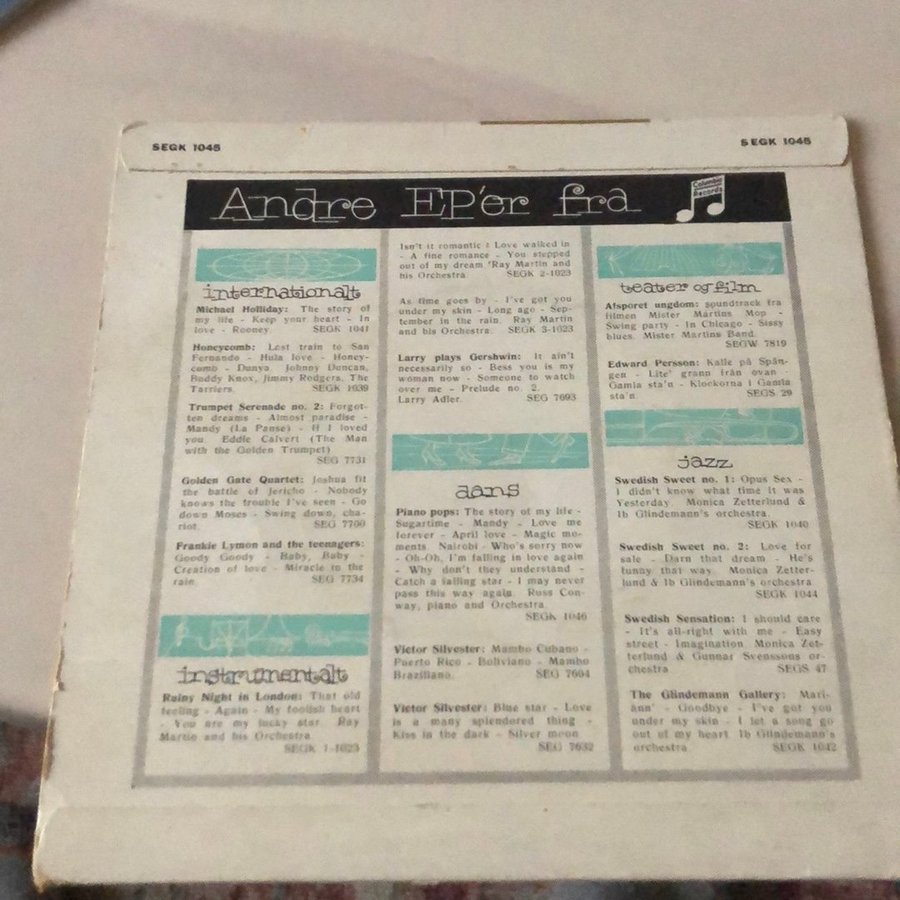 SEGK 1045
SEGK 1045
Andre EP'er fra
Columbia
Records
internationalt
Michael Holliday: The story of
my life - Keep your heart - In
love - Rooney. SEGK 1041
Honeycomb: Last train to San
Fernando - Hula love - Honey-
comb - Dunya. Johnny Duncan,
Buddy Knox, Jimmy Rodgers, The
Tarriers. SEGK 1039
Trumpet Serenade no. 2: Forgot-
ten dreams - Almost paradise -
Mandy (La Panse) - If I loved
you. Eddie Calvert (The Man
with the Golden Trumpet)
SEG 7731
Golden Gate Quartet: Joshua fit
the battle of Jericho - Nobody
knows the trouble I've seen - Go
down Moses - Swing down, cha-
riot. SEG 7700
Frankie Lymon and the teenagers:
Goody Goody - Baby, Baby -
Creation of love - Miracle in the
rain. SEG 7734
instrumentalt
Rainy Night in London: That old
feeling - Again - My foolish heart
- You are my lucky star. Ray
Martin and his Orchestra.
SEGK 1-1023
Isn't it romantic : Love walked in
- A fine romance - You stepped
out of my dream. Ray Martin and
his Orchestra. SEGK 2-1023
As time goes by - I've got you
under my skin - Long ago - Sep-
tember in the rain. Ray Martin
and his Orchestra. SEGK 3-1023
Larry plays Gershwin: It ain't
necessarily so - Bess you is my
woman now - Someone to watch
over me - Prelude no. 2.
Larry Adler. SEG 7693
dans
Piano pops: The story of my life -
Sugartime - Mandy - Love me
forever - April love - Magic mo-
ments. Nairobi - Who's sorry now
- Oh-Oh, I'm falling in love again
- Why don't they understand -
Catch a falling star - I may never
pass this way again. Russ Con-
way, piano and Orchestra.
SEGK 1046
Victor Silvester: Mambo Cubano -
Puerto Rico - Boliviano - Mambo
Braziliano. SEG 7664
Victor Silvester: Blue star - Love
is a many splendered thing -
Kiss in the dark - Silver moon
SEG 7632
teater og film
Afsporet ungdom: soundtrack fra
filmen Mister Martins Mop -
Swing party - In Chicago - Sissy
blues. Mister Martins Band.
SEGW 7819
Edward Persson: Kalle på Spån-
gen - Lite' grann från ovan -
Gamla sta'n - Klockorna i Gamla
sta'n SEGS 29
jazz
Swedish Sweet no. 1: Opus Sex -
I didn't know what time it was
Yesterday. Monica Zetterlund &
Ib Glindemann's orchestra.
SEGK 1040
Swedish Sweet no. 2: Love for
sale - Darn that dream - He's
funny that way. Monica Zetter-
lund & Ib Glindemann's orchestra
SEGK 1044
Swedish Sensation: I should care
- It's all-right with me - Easy
street - Imagination. Monica Zet-
terlund & Gunnar Svenssons or-
chestra SEGS 47
The Glindemann Gallery: Mari-
ann' - Goodbye - I've got you
under my skin - I let a song go
out of my heart. Ib Glindemann's
orchestra SEGK 1042